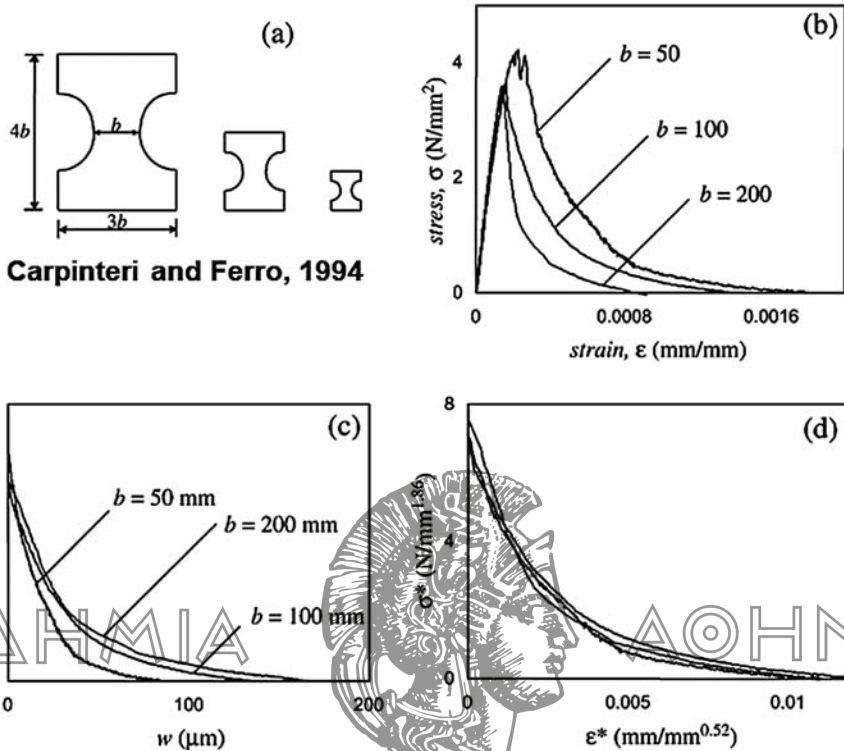 (a)
4b
b
3b
Carpinteri and Ferro, 1994
(b)
stress, σ (N/mm²)
4
2
0
b = 50
b = 100
b = 200
0
0.0008
0.0016
strain, ε (mm/mm)
(c)
b = 50 mm
b = 200 mm
b = 100 mm
0
100
200
w (μm)
(d)
8
4
0
σ* (N/mm^1.86)
0
0.005
0.01
ε* (mm/mm^0.52)
ΔΗΜΙΑ
ΑΘΗΝ